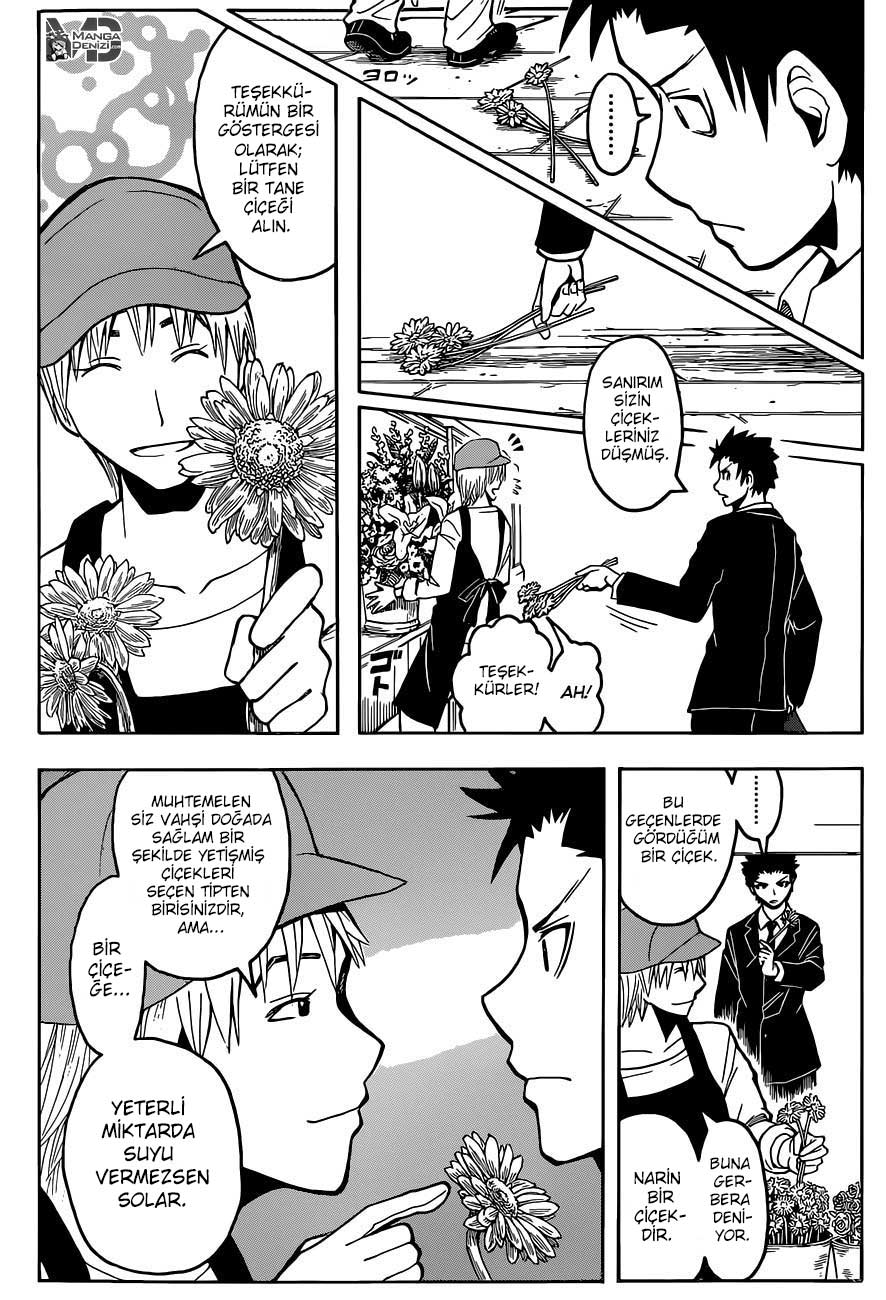 MD MANGA
DENİZİ.com
........
ヨロッ
SANIRIM
SİZİN
ÇİÇEK-
LERİNİZ
DÜŞMÜŞ.
AH!
TEŞEK-
KÜRLER!
ゴト
TEŞEKKÜ-
RÜMÜN BİR
GÖSTERGESİ
OLARAK;
LÜTFEN
BİR TANE
ÇİÇEĞİ
ALIN.
........
BU
GEÇENLERDE
GÖRDÜĞÜM
BİR ÇİÇEK.
BUNA
GER-
BERA
DENİ-
YOR.
NARİN
BİR
ÇİÇEK-
DİR.
MUHTEMELEN
SİZ VAHŞİ DOĞADA
SAĞLAM BİR
ŞEKİLDE YETİŞMİŞ
ÇİÇEKLERİ
SEÇEN TİPTEN
BİRİSİNİZDİR,
AMA...
BİR
ÇİÇE-
ĞE...
YETERLİ
MİKTARDA
SUYU
VERMEZSEN
SOLAR.